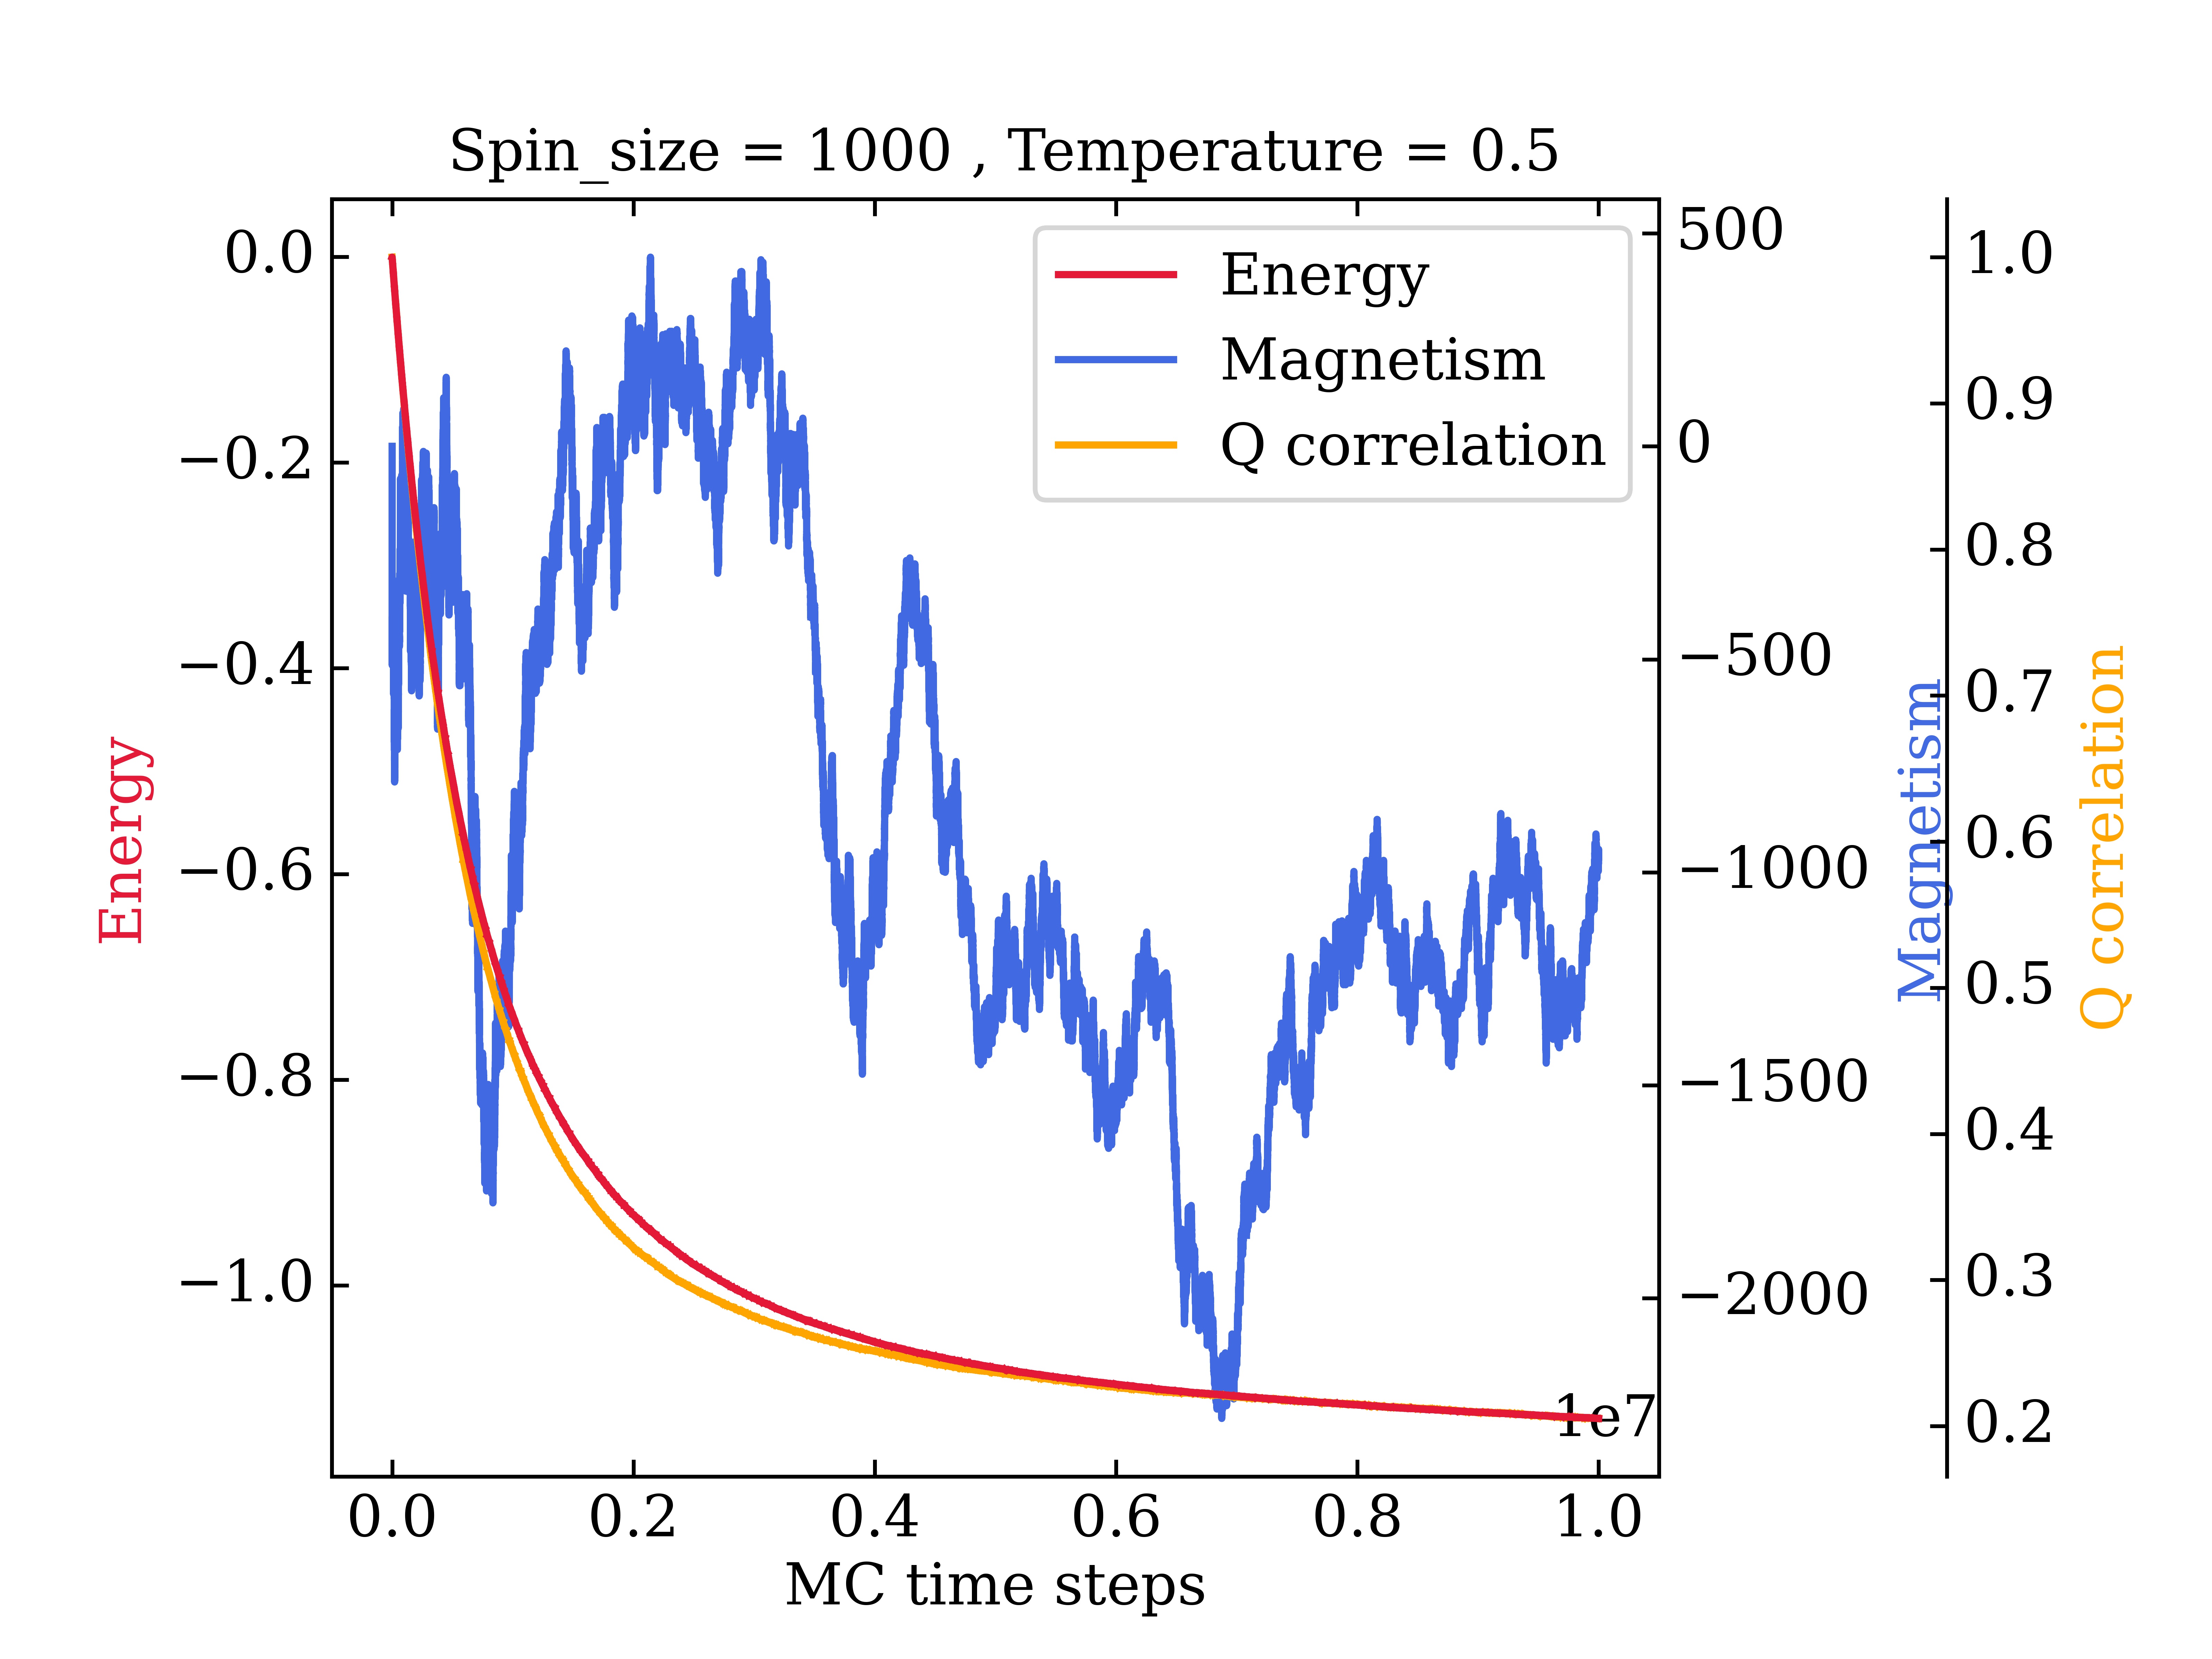 Spin_size = 1000 , Temperature = 0.5
Energy
Magnetism
Q correlation
0.0
−0.2
−0.4
−0.6
−0.8
−1.0
Energy
500
0
−500
−1000
−1500
−2000
Magnetism
1.0
0.9
0.8
0.7
0.6
0.5
0.4
0.3
0.2
Q correlation
1e7
0.0 0.2 0.4 0.6 0.8 1.0
MC time steps